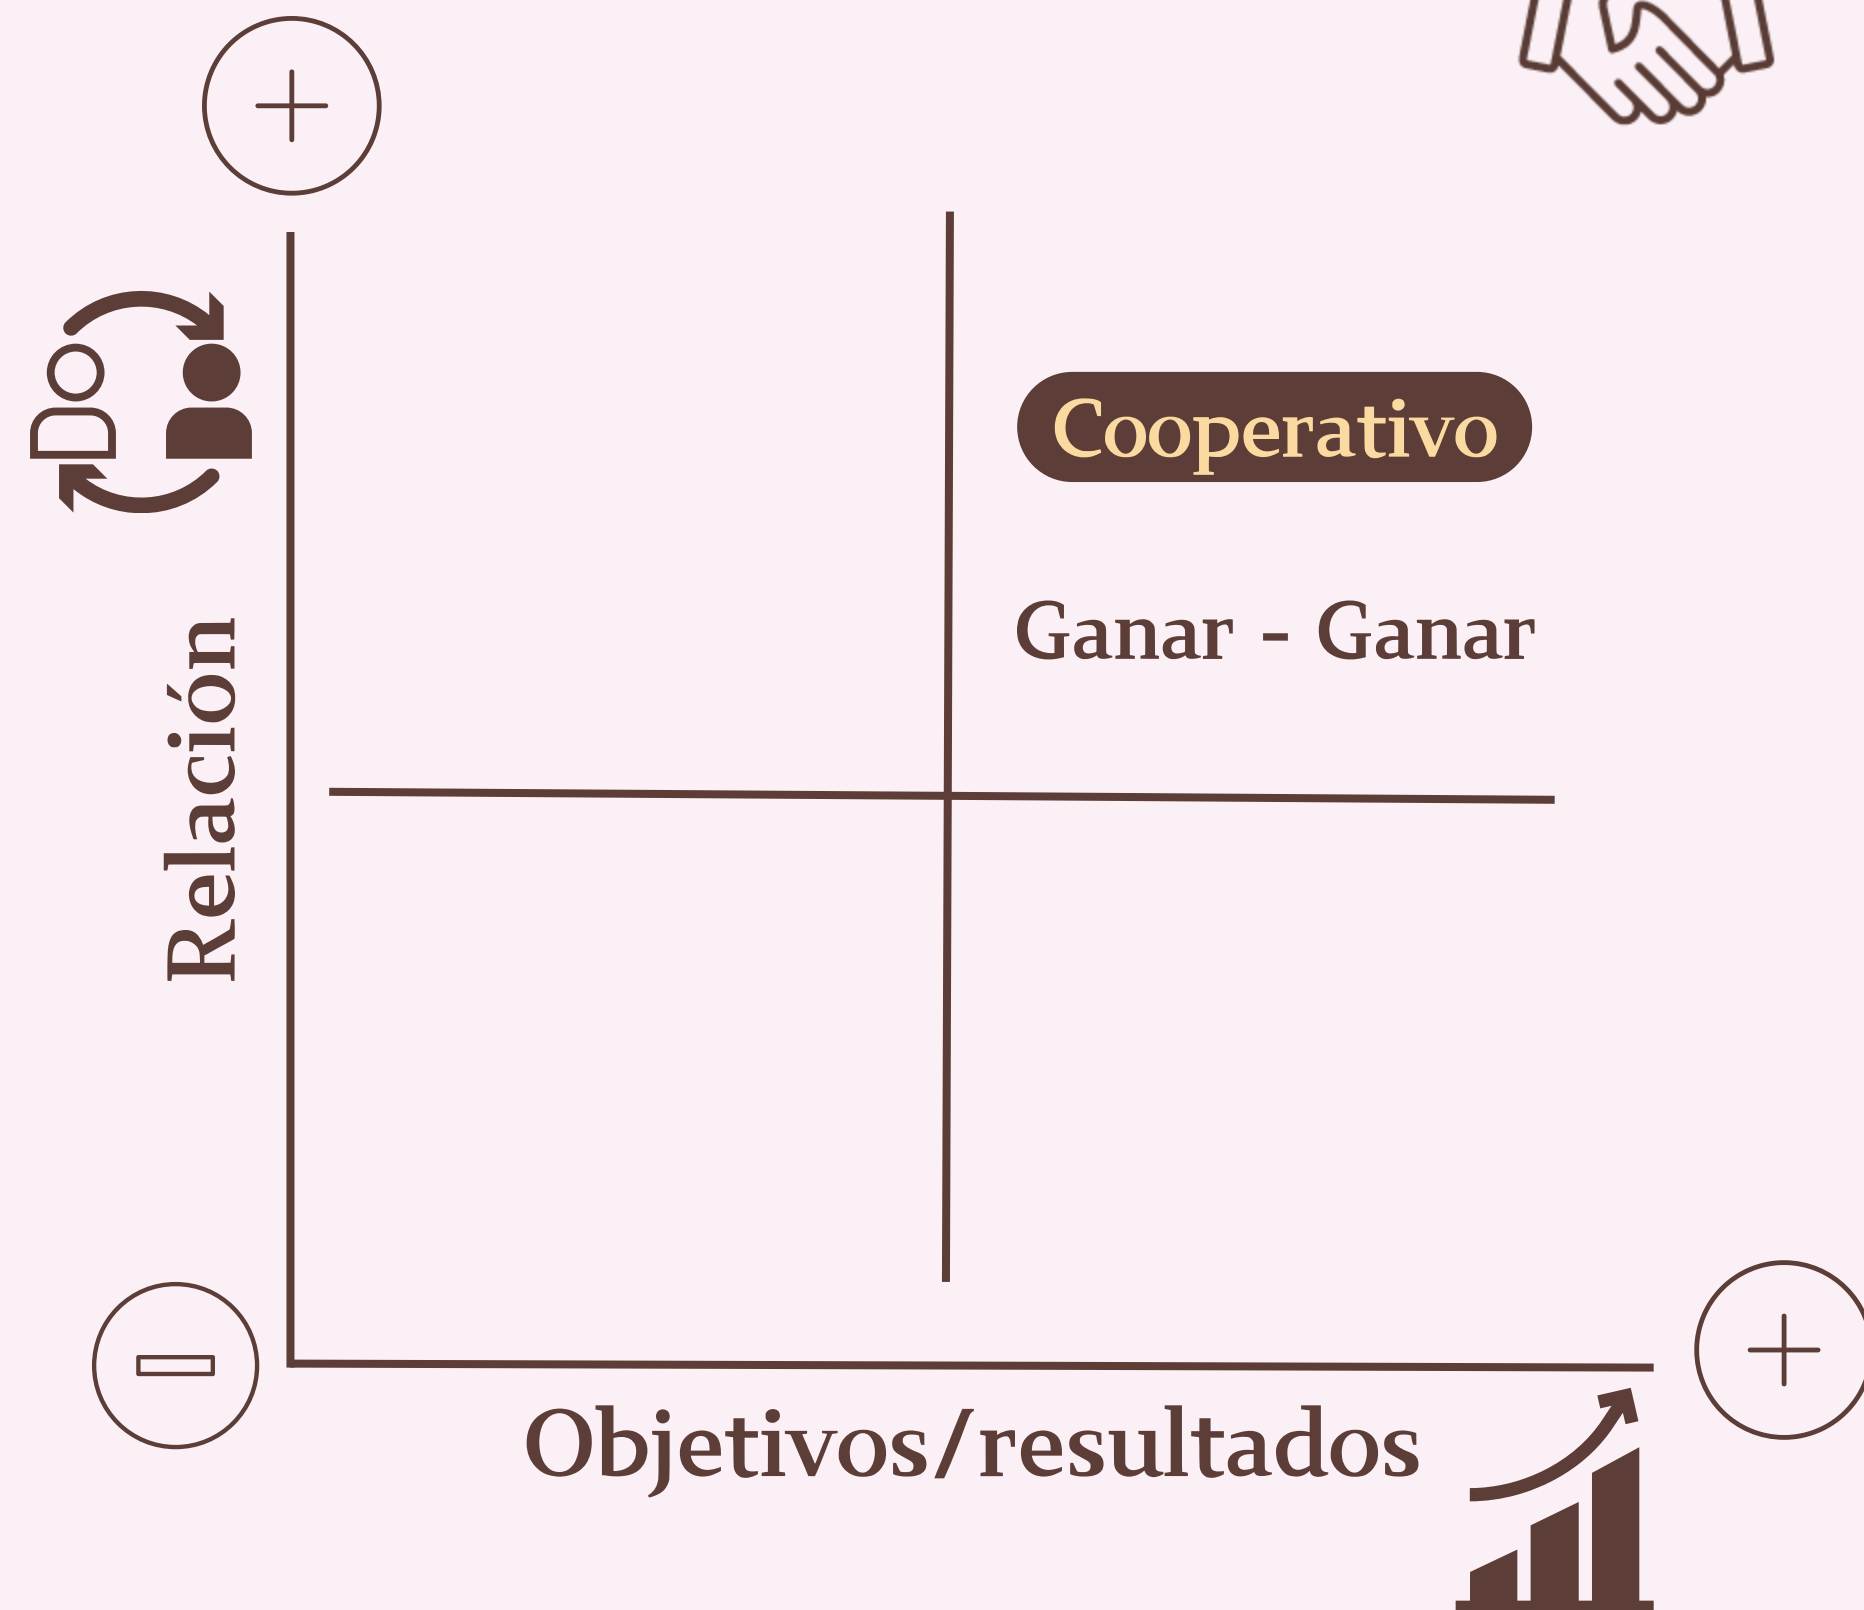 Cooperativo
Ganar - Ganar
Relación
Objetivos/resultados